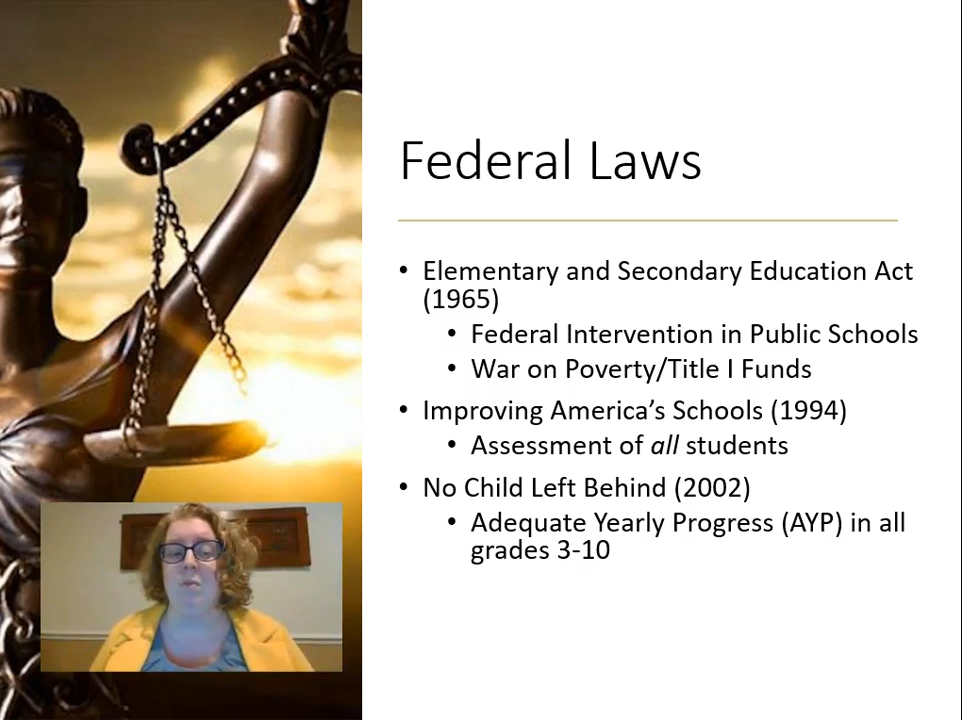 Federal Laws
• Elementary and Secondary Education Act
(1965)
• Federal Intervention in Public Schools
• War on Poverty/Title I Funds
• Improving America’s Schools (1994)
• Assessment of all students
• No Child Left Behind (2002)
• Adequate Yearly Progress (AYP) in all
grades 3-10